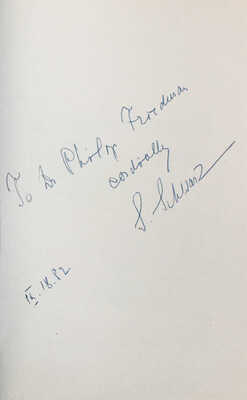 To Dr Philip Friedman
cordially
S. Schwarz
IX.18.52